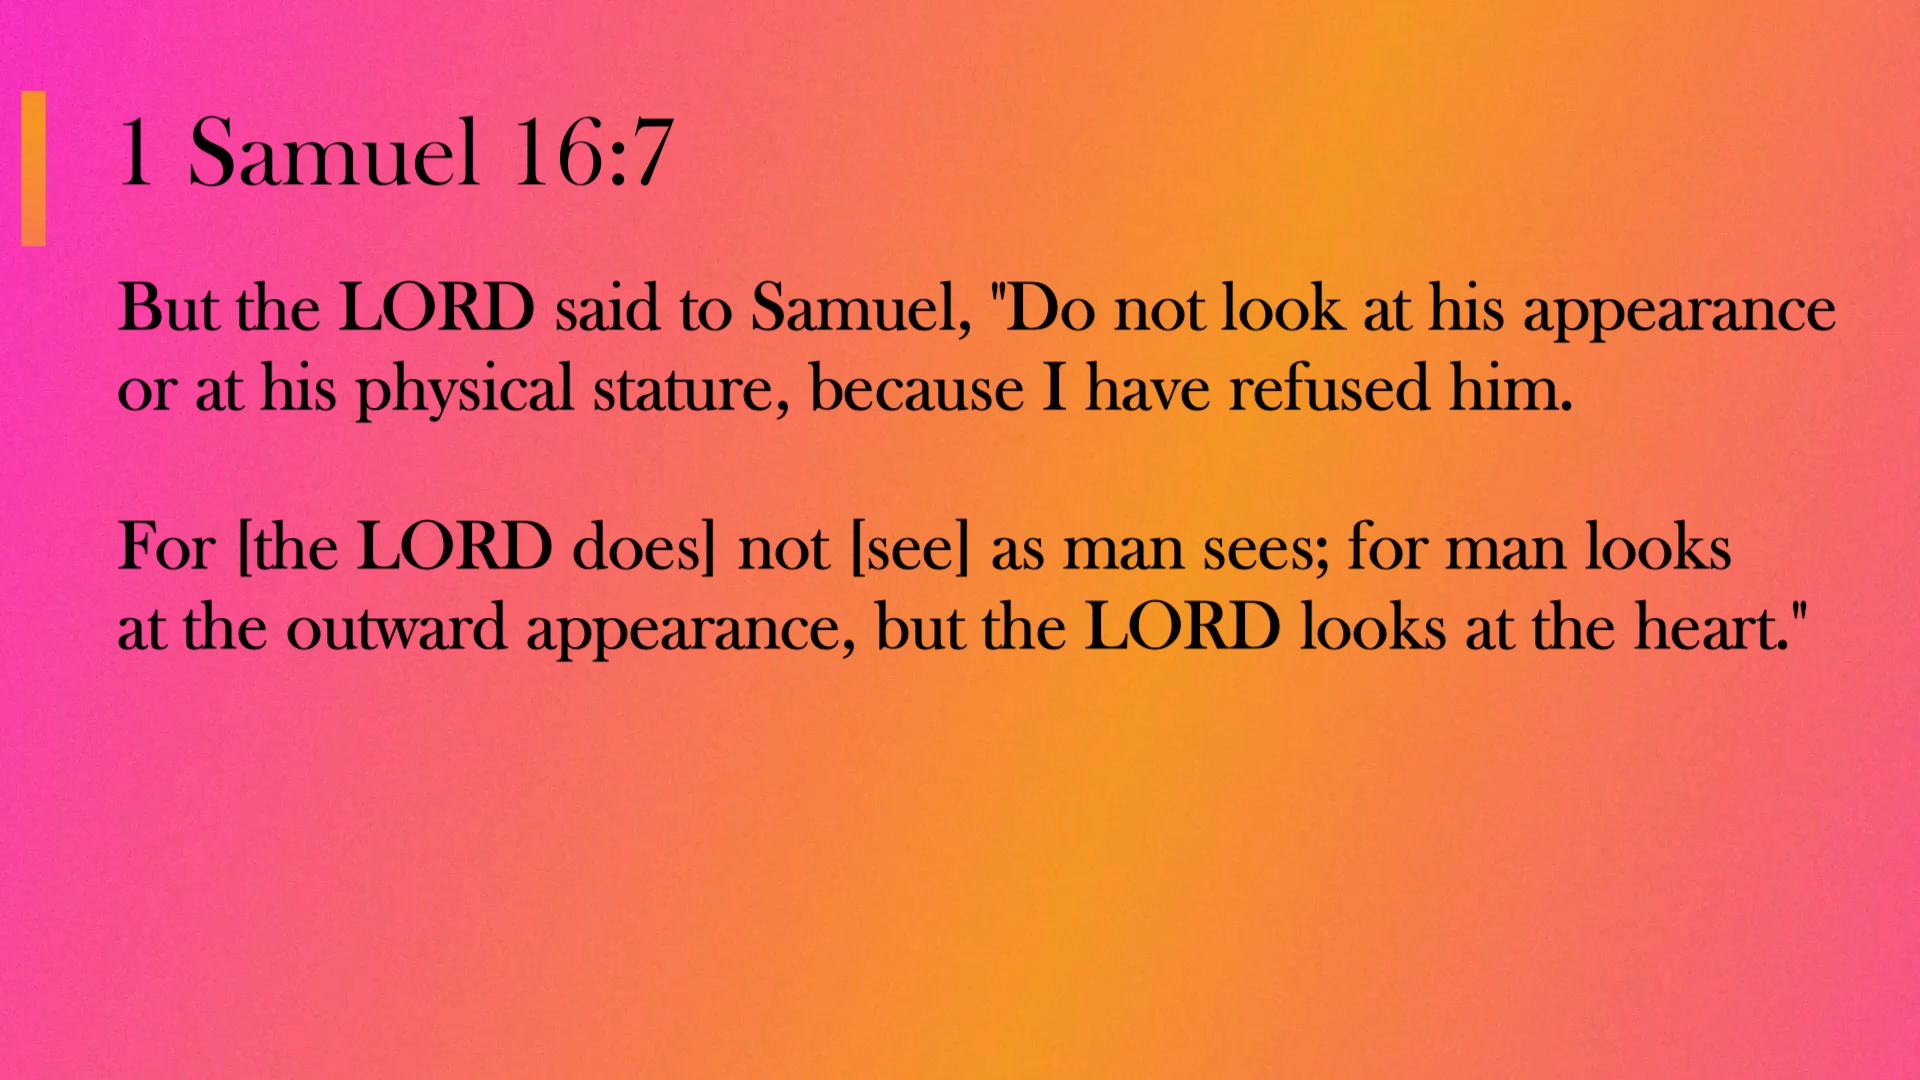 1 Samuel 16:7
But the LORD said to Samuel, "Do not look at his appearance
or at his physical stature, because I have refused him.
For [the LORD does] not [see] as man sees; for man looks
at the outward appearance, but the LORD looks at the heart."